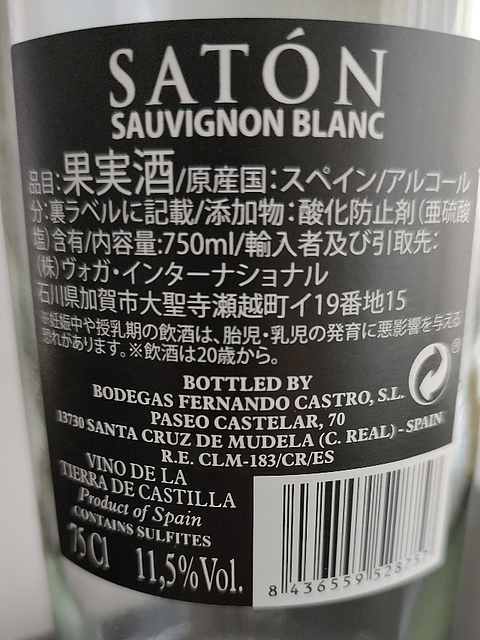 SATÓN
SAUVIGNON BLANC
品目:果実酒/原産国:スペイン/アルコール
分:裏ラベルに記載/添加物:酸化防止剤(亜硫酸
塩)含有/内容量:750ml/輸入者及び引取先:
(株)ヴォガ・インターナショナル
石川県加賀市大聖寺瀬越町イ19番地15
※妊娠中や授乳期の飲酒は、胎児・乳児の発育に悪影響を与える
恐れがあります。※飲酒は20歳から。
BOTTLED BY
BODEGAS FERNANDO CASTRO, S.L.
PASEO CASTELAR, 70
13730 SANTA CRUZ DE MUDELA (C. REAL) - SPAIN
R.E. CLM-183/CR/ES
VINO DE LA
TIERRA DE CASTILLA
Product of Spain
CONTAINS SULFITES
75Cl 11,5%Vol.
8 436559 528757